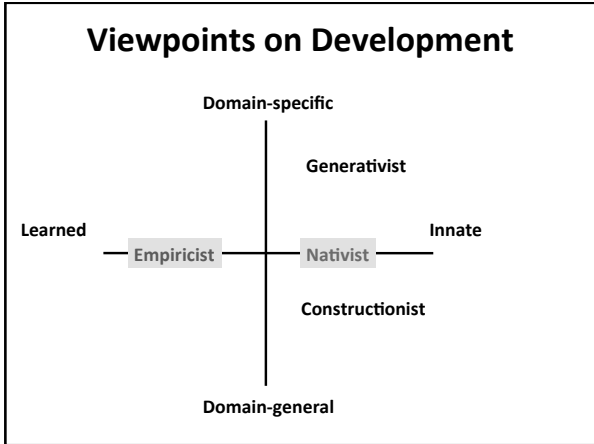 Viewpoints on Development
Domain-specific
Generativist
Learned
Innate
Empiricist
Nativist
Constructionist
Domain-general